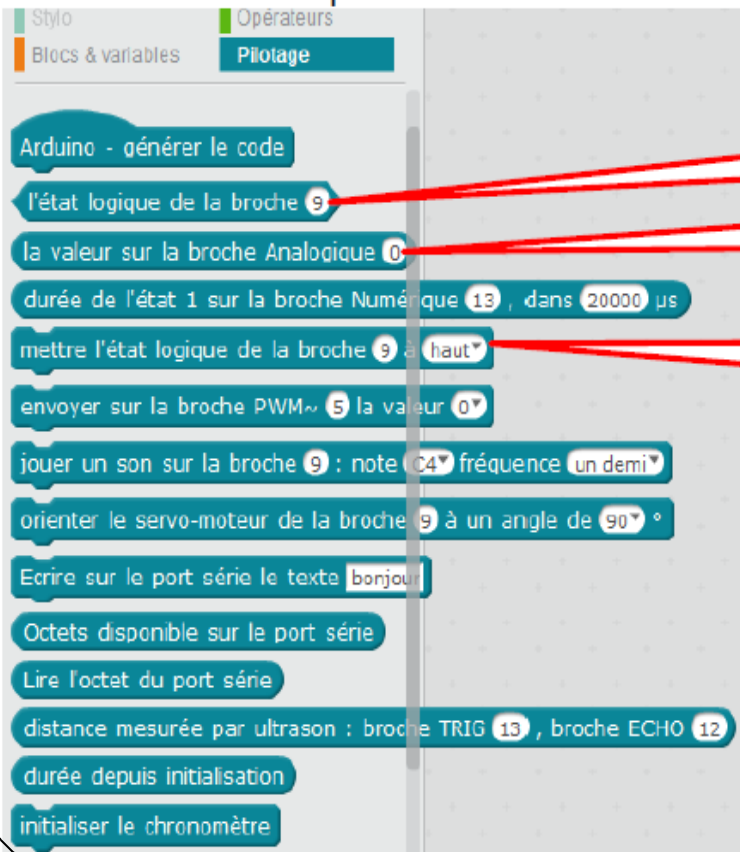 Stylo Opérateurs
Blocs & variables Pilotage
Arduino - générer le code
l'état logique de la broche 9
la valeur sur la broche Analogique 0
durée de l'état 1 sur la broche Numérique 13 , dans 20000 µs
mettre l'état logique de la broche 9 à haut
envoyer sur la broche PWM~ 5 la valeur 0
jouer un son sur la broche 9 : note C4 fréquence un demi
orienter le servo-moteur de la broche 9 à un angle de 90 °
Ecrire sur le port série le texte bonjour
Octets disponible sur le port série
Lire l'octet du port série
distance mesurée par ultrason : broche TRIG 13 , broche ECHO 12
durée depuis initialisation
initialiser le chronomètre